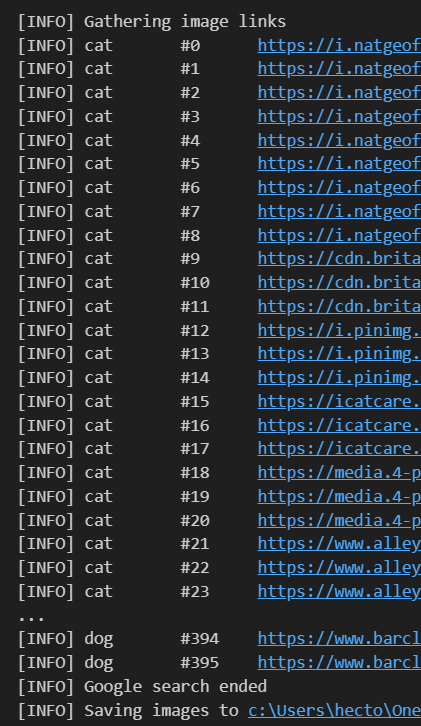 [INFO] Gathering image links
[INFO] cat #0 https://i.natgeof
[INFO] cat #1 https://i.natgeof
[INFO] cat #2 https://i.natgeof
[INFO] cat #3 https://i.natgeof
[INFO] cat #4 https://i.natgeof
[INFO] cat #5 https://i.natgeof
[INFO] cat #6 https://i.natgeof
[INFO] cat #7 https://i.natgeof
[INFO] cat #8 https://i.natgeof
[INFO] cat #9 https://cdn.brita
[INFO] cat #10 https://cdn.brita
[INFO] cat #11 https://cdn.brita
[INFO] cat #12 https://i.pinimg.
[INFO] cat #13 https://i.pinimg.
[INFO] cat #14 https://i.pinimg.
[INFO] cat #15 https://icatcare.
[INFO] cat #16 https://icatcare.
[INFO] cat #17 https://icatcare.
[INFO] cat #18 https://media.4-p
[INFO] cat #19 https://media.4-p
[INFO] cat #20 https://media.4-p
[INFO] cat #21 https://www.alley
[INFO] cat #22 https://www.alley
[INFO] cat #23 https://www.alley
...
[INFO] dog #394 https://www.barcl
[INFO] dog #395 https://www.barcl
[INFO] Google search ended
[INFO] Saving images to c:\Users\hecto\One